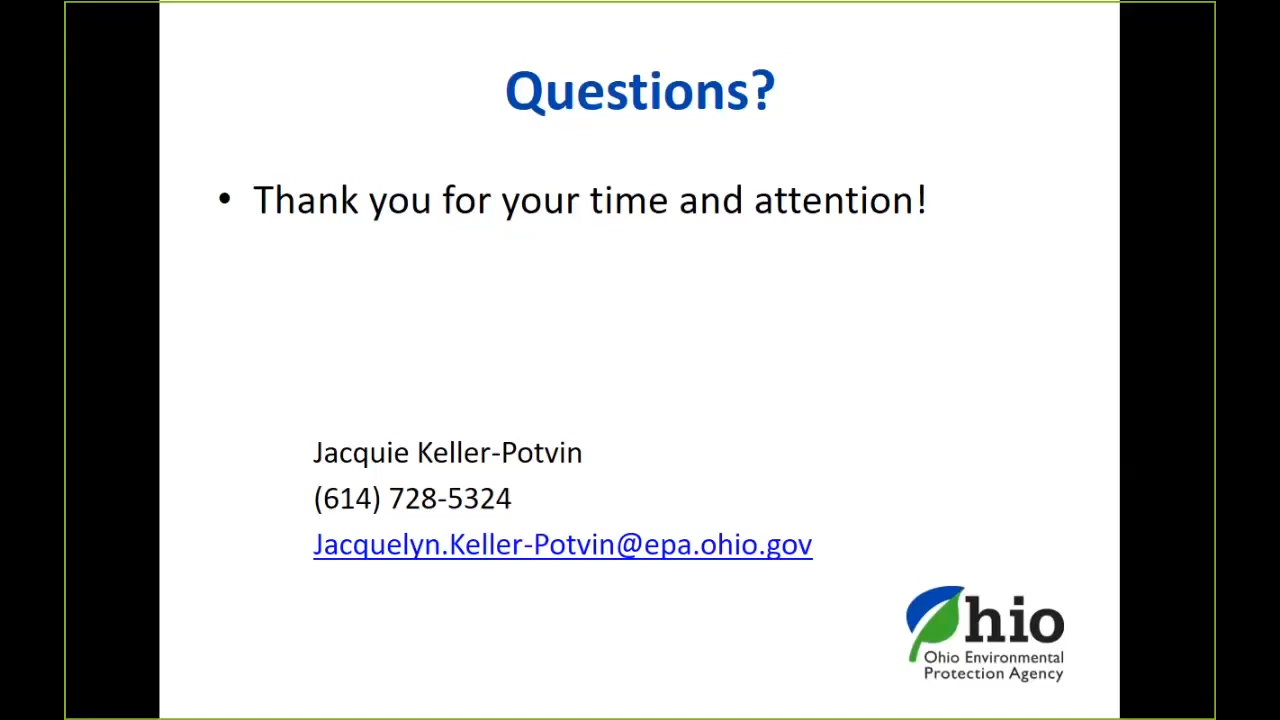 Questions?
• Thank you for your time and attention!
Jacquie Keller-Potvin
(614) 728-5324
Jacquelyn.Keller-Potvin@epa.ohio.gov
Ohio
Ohio Environmental
Protection Agency